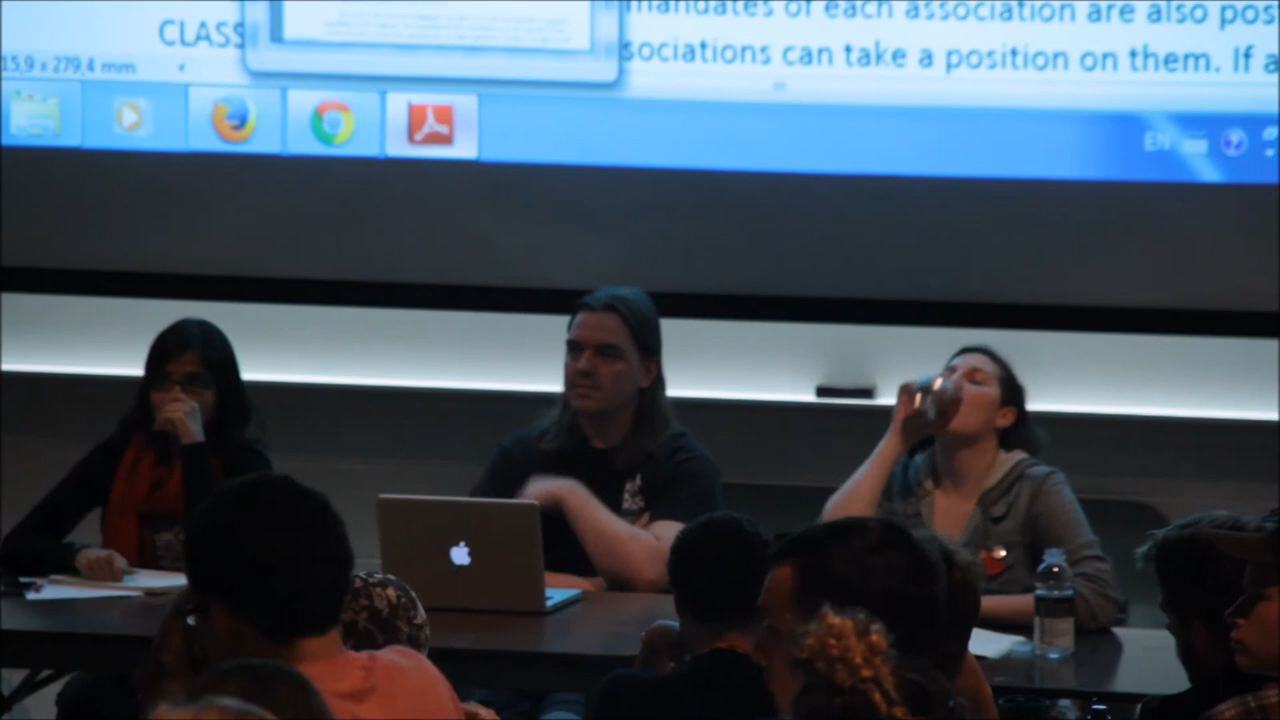 mandates of each association are also pos
CLASS
sociations can take a position on them. If a
15,9 x 279,4 mm
EN